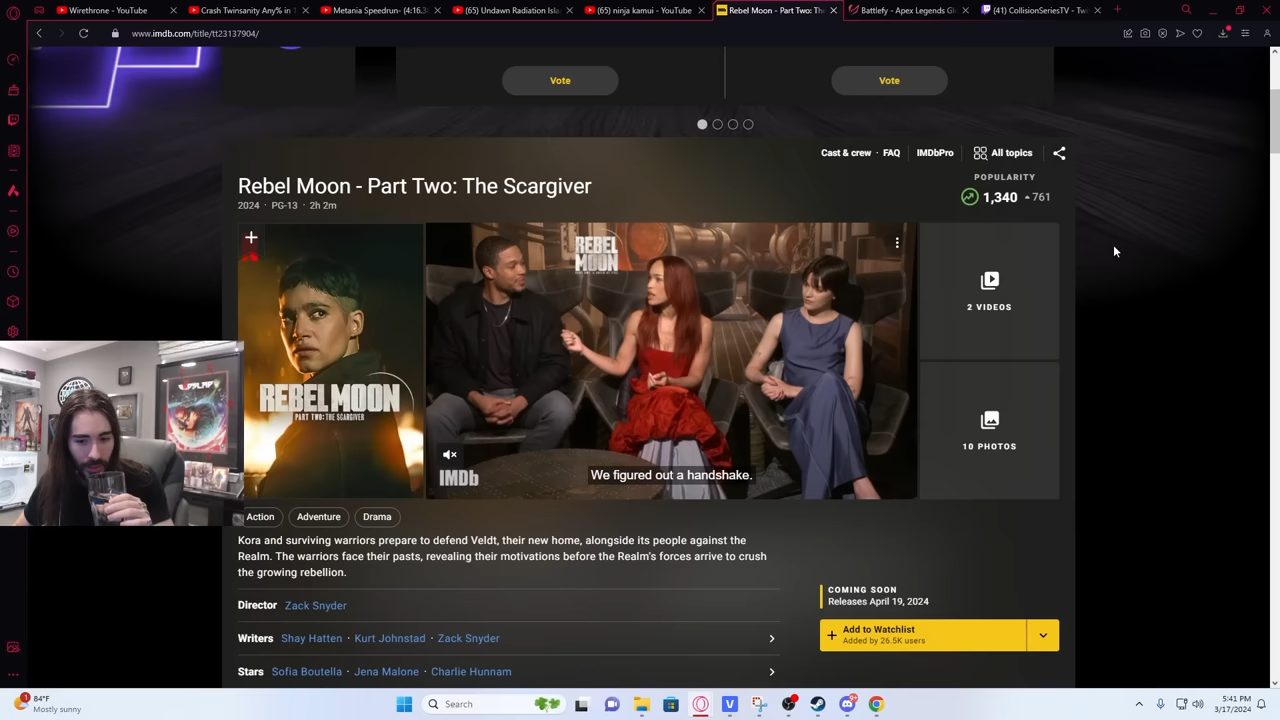 Wirethrone - YouTube
Crash Twinsanity Any% in 1
Metania Speedrun- (4:16.3
(65) Undawn Radiation Isla
(65) ninja kamui - YouTube
Rebel Moon - Part Two: The
Battlefy - Apex Legends Gl
(41) CollisionSeriesTV - Tw
www.imdb.com/title/tt23137904/
Vote
Vote
Cast & crew · FAQ
IMDbPro
All topics
Rebel Moon - Part Two: The Scargiver
2024 · PG-13 · 2h 2m
POPULARITY
1,340
761
REBEL MOON
PART TWO: THE SCARGIVER
REBEL MOON
We figured out a handshake.
IMDb
2 VIDEOS
10 PHOTOS
Action
Adventure
Drama
Kora and surviving warriors prepare to defend Veldt, their new home, alongside its people against the
Realm. The warriors face their pasts, revealing their motivations before the Realm's forces arrive to crush
the growing rebellion.
Director Zack Snyder
Writers Shay Hatten · Kurt Johnstad · Zack Snyder
Stars Sofia Boutella · Jena Malone · Charlie Hunnam
COMING SOON
Releases April 19, 2024
Add to Watchlist
Added by 26.5K users
1
84°F
Mostly sunny
Search
9+
5:41 PM
3/17/2024